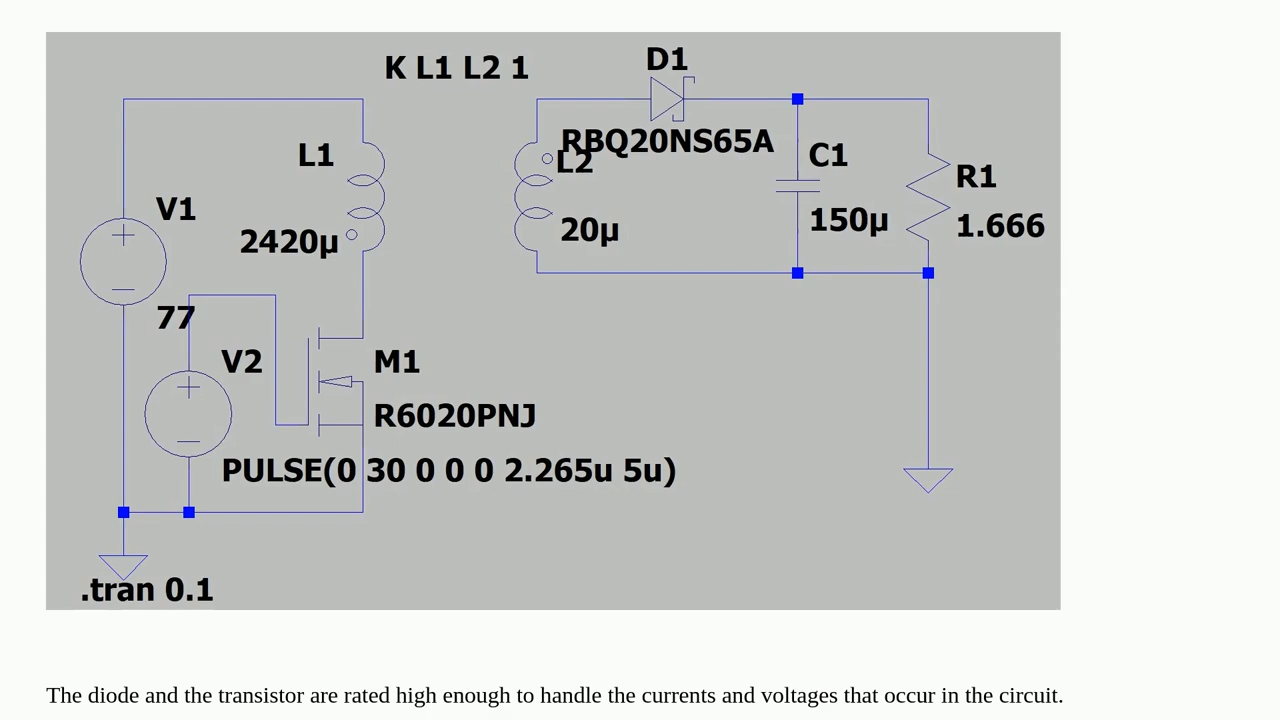 K L1 L2 1
D1
RBQ20NS65A
L1
L2
C1
R1
V1
2420µ
20µ
150µ
1.666
77
V2
M1
R6020PNJ
PULSE(0 30 0 0 0 2.265u 5u)
.tran 0.1
The diode and the transistor are rated high enough to handle the currents and voltages that occur in the circuit.